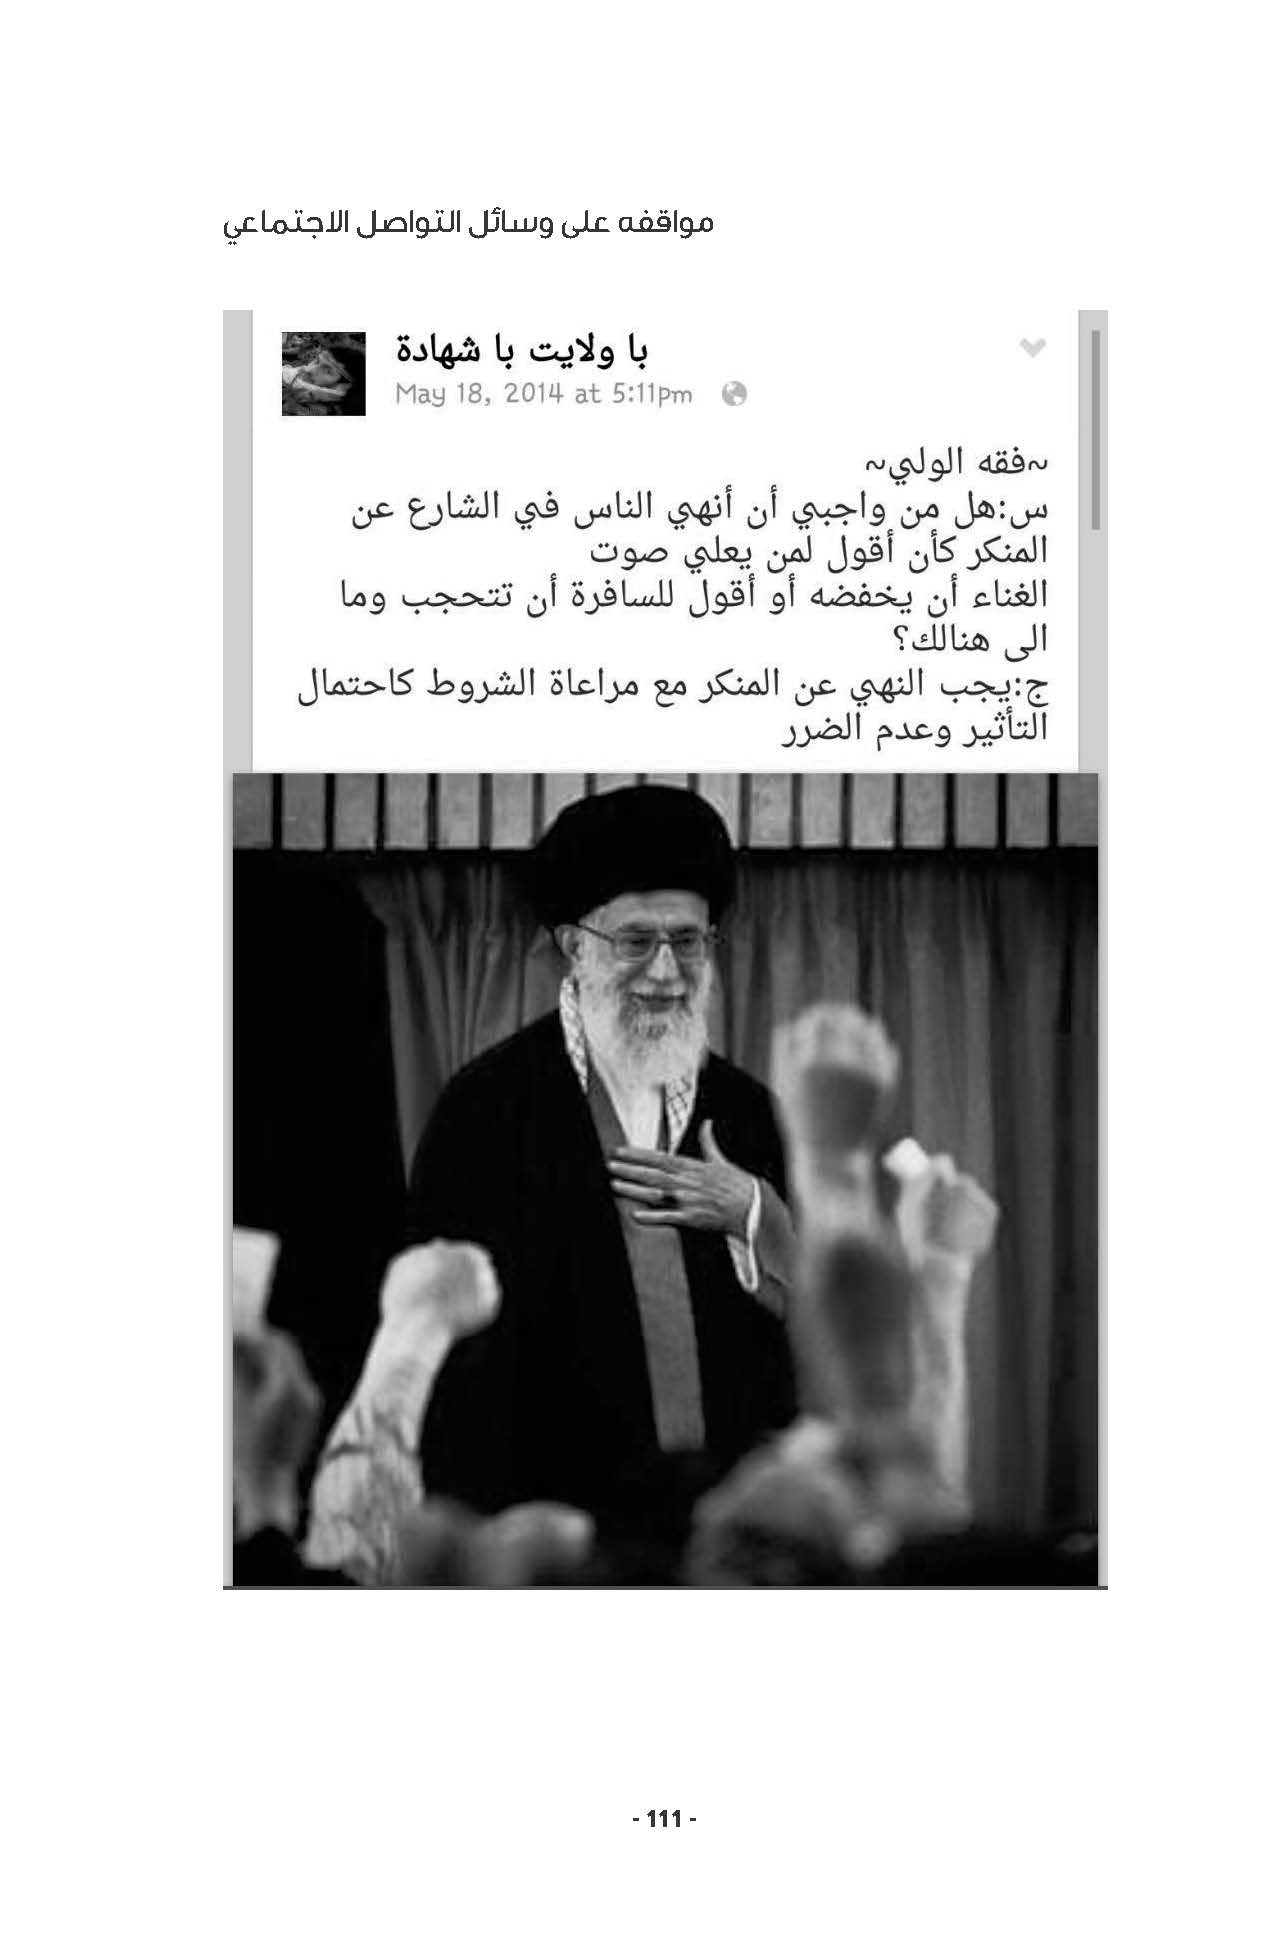 مواقفه على وسائل التواصل الاجتماعي
با ولايت با شهادة
May 18, 2014 at 5:11pm
~فقه الولي~
س:هل من واجبي أن أنهي الناس في الشارع عن
المنكر كأن أقول لمن يعلي صوت
الغناء أن يخفضه أو أقول للسافرة أن تتحجب وما
الى هنالك؟
ج:يجب النهي عن المنكر مع مراعاة الشروط كاحتمال
التأثير وعدم الضرر
- 111 -